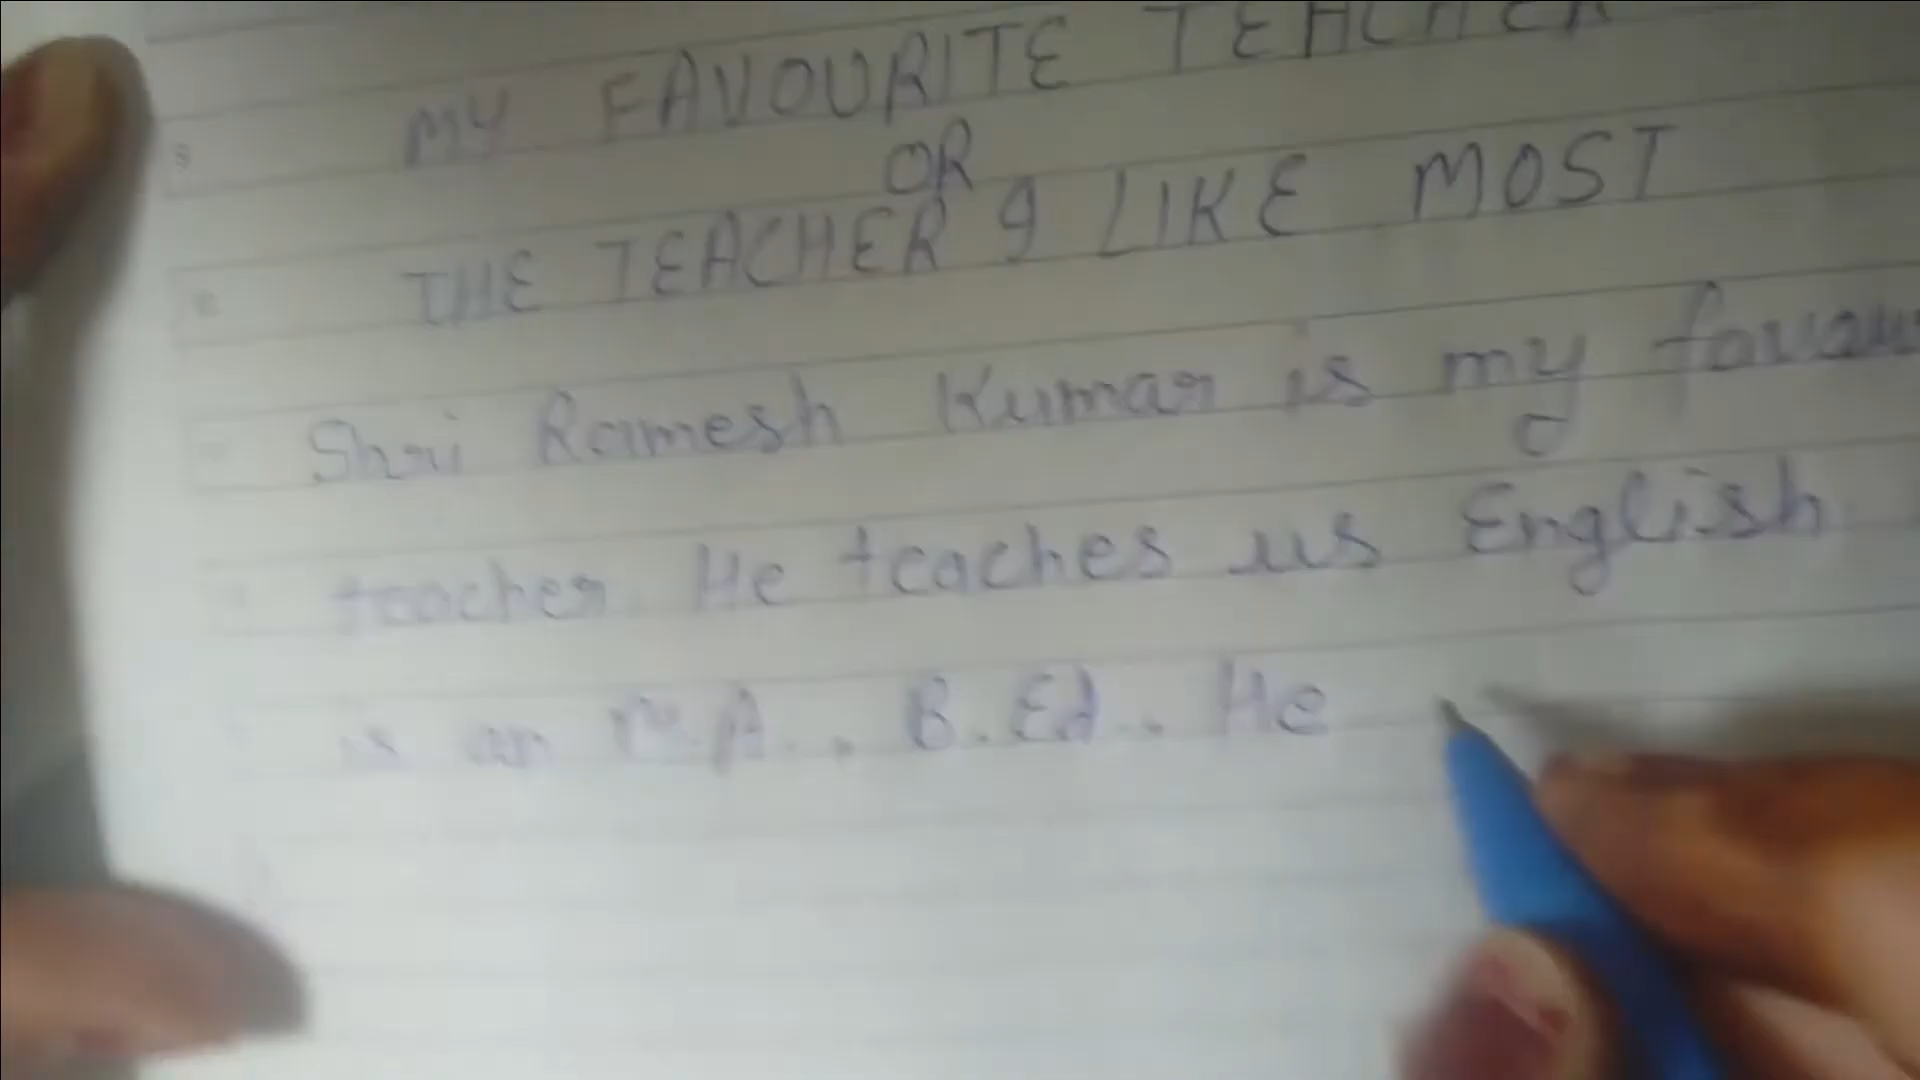 MY FAVOURITE TEACHER
OR
THE TEACHER I LIKE MOST
Shri Ramesh Kumar is my favou
teacher. He teaches us English.
is an M.A., B.Ed.. He